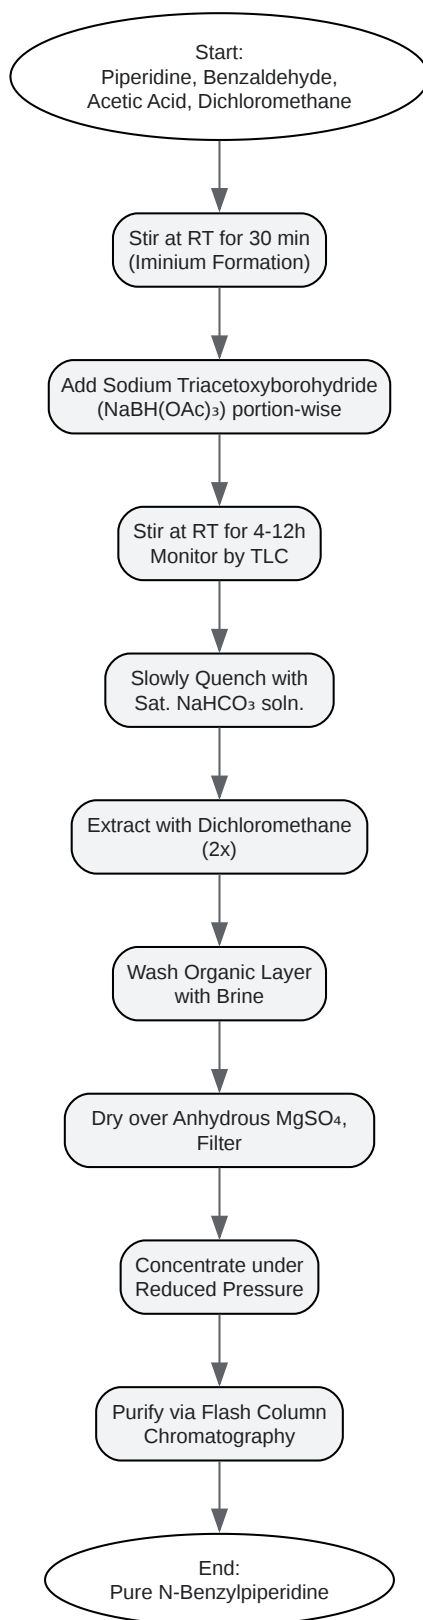 Start:
Piperidine, Benzaldehyde,
Acetic Acid, Dichloromethane
Stir at RT for 30 min
(Iminium Formation)
Add Sodium Triacetoxyborohydride
(NaBH(OAc)₃) portion-wise
Stir at RT for 4-12h
Monitor by TLC
Slowly Quench with
Sat. NaHCO₃ soln.
Extract with Dichloromethane
(2x)
Wash Organic Layer
with Brine
Dry over Anhydrous MgSO₄,
Filter
Concentrate under
Reduced Pressure
Purify via Flash Column
Chromatography
End:
Pure N-Benzylpiperidine